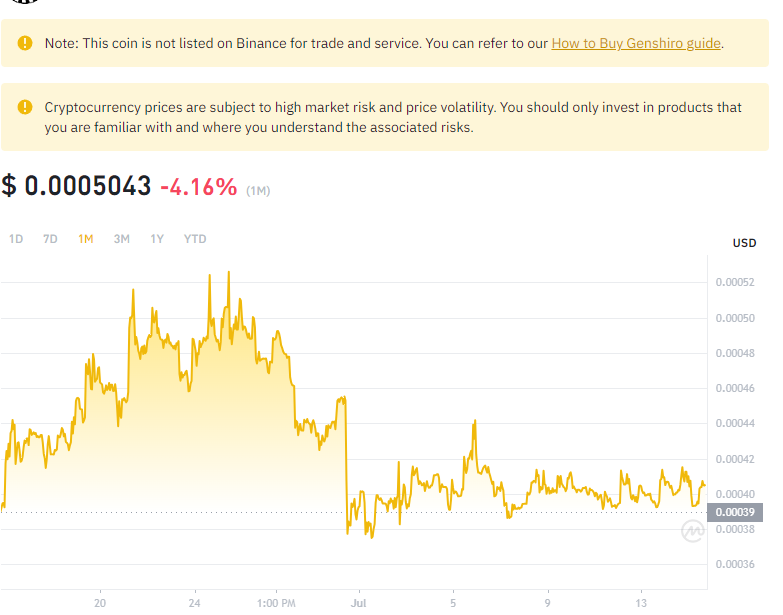 Note: This coin is not listed on Binance for trade and service. You can refer to our How to Buy Genshiro guide.
Cryptocurrency prices are subject to high market risk and price volatility. You should only invest in products that
you are familiar with and where you understand the associated risks.
$ 0.0005043 -4.16% (1M)
1D 7D 1M 3M 1Y YTD
USD
0.00052
0.00050
0.00048
0.00046
0.00044
0.00042
0.00040
0.00039
0.00038
0.00036
20 24 1:00 PM Jul 5 9 13